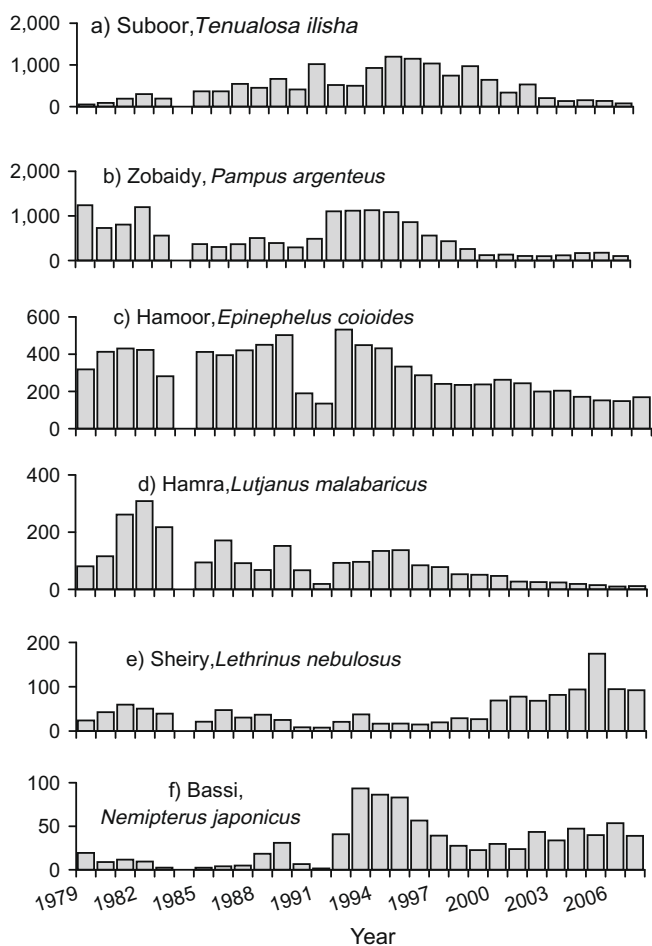 2,000
a) Suboor, Tenualosa ilisha
1,000
0
2,000
b) Zobaidy, Pampus argenteus
1,000
0
600
c) Hamoor, Epinephelus coioides
400
200
0
400
d) Hamra, Lutjanus malabaricus
200
0
200
e) Sheiry, Lethrinus nebulosus
100
0
100
f) Bassi,
Nemipterus japonicus
50
0
1979 1982 1985 1988 1991 1994 1997 2000 2003 2006
Year